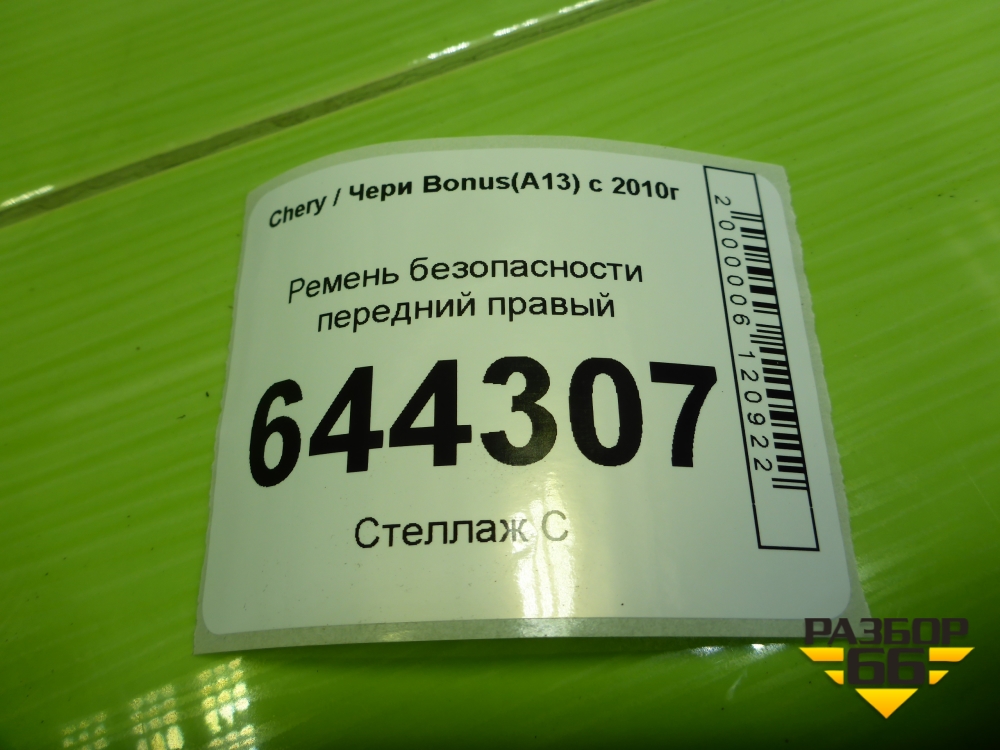 Chery / Чери Bonus(A13) с 2010г
Ремень безопасности
передний правый
644307
Стеллаж С
2000006120922
РАЗБОР
66